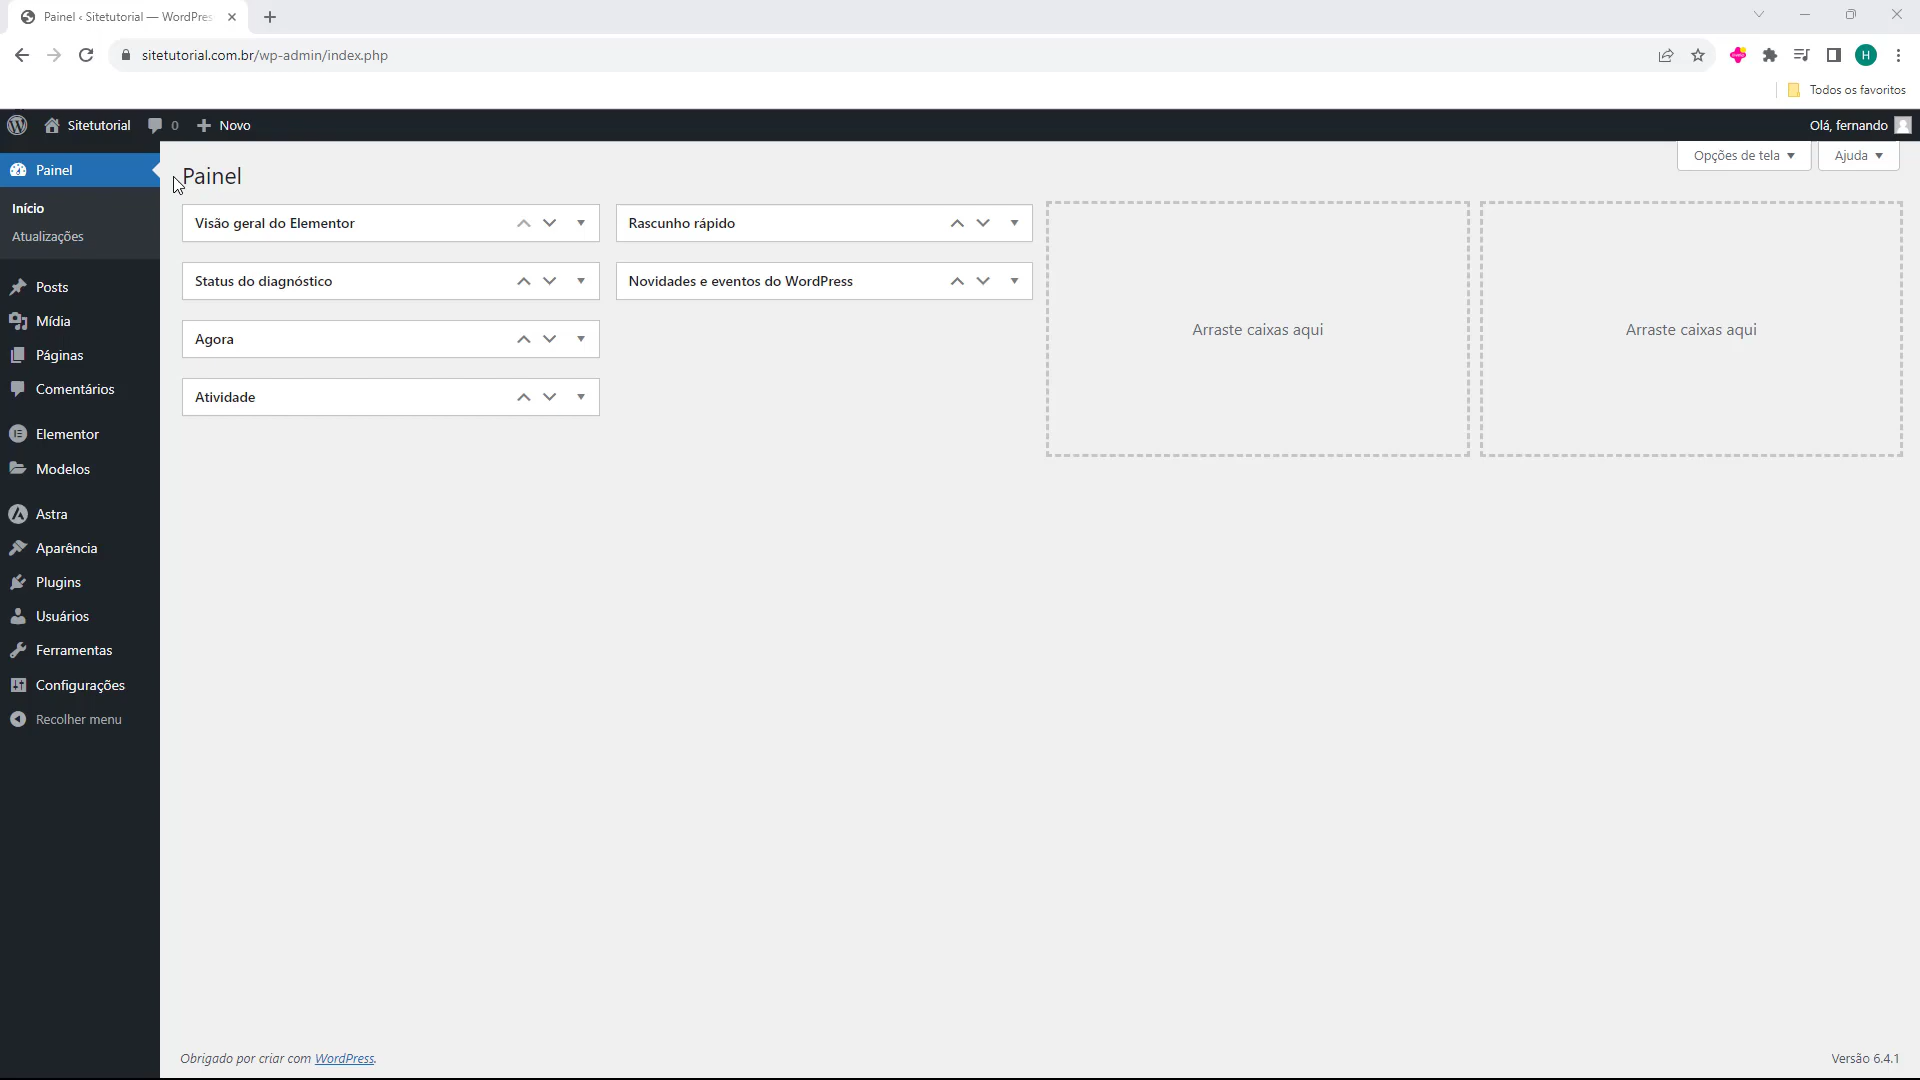 Painel ‹ Sitetutorial — WordPres
sitetutorial.com.br/wp-admin/index.php
H
Todos os favoritos
Sitetutorial
0
Novo
Olá, fernando
Painel
Início
Atualizações
Posts
Mídia
Páginas
Comentários
Elementor
Modelos
Astra
Aparência
Plugins
Usuários
Ferramentas
Configurações
Recolher menu
Opções de tela
Ajuda
Painel
Visão geral do Elementor
Status do diagnóstico
Agora
Atividade
Rascunho rápido
Novidades e eventos do WordPress
Arraste caixas aqui
Arraste caixas aqui
Obrigado por criar com WordPress.
Versão 6.4.1